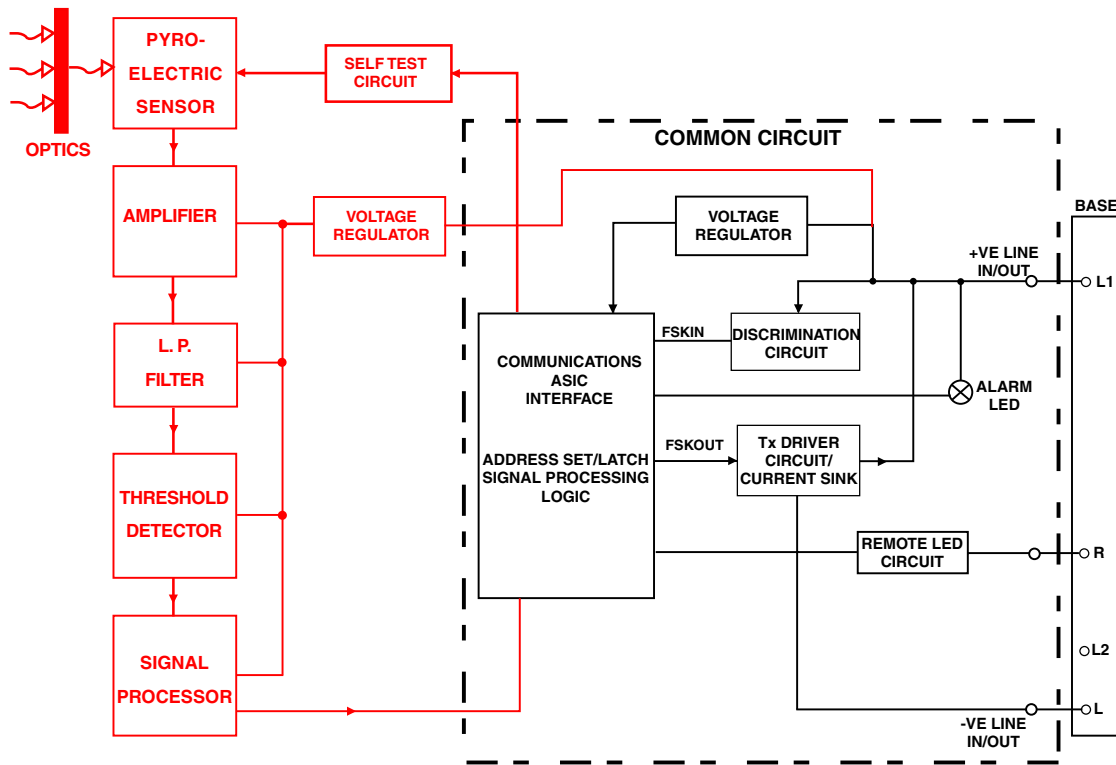 PYRO-
ELECTRIC
SENSOR
SELF TEST
CIRCUIT
OPTICS
COMMON CIRCUIT
AMPLIFIER
VOLTAGE
REGULATOR
VOLTAGE
REGULATOR
BASE
+VE LINE
IN/OUT
L1
L. P.
FILTER
FSKIN
DISCRIMINATION
CIRCUIT
COMMUNICATIONS
ASIC
INTERFACE
ALARM
LED
ADDRESS SET/LATCH
SIGNAL PROCESSING
LOGIC
FSKOUT
Tx DRIVER
CIRCUIT/
CURRENT SINK
THRESHOLD
DETECTOR
REMOTE LED
CIRCUIT
R
SIGNAL
PROCESSOR
L2
L
-VE LINE
IN/OUT